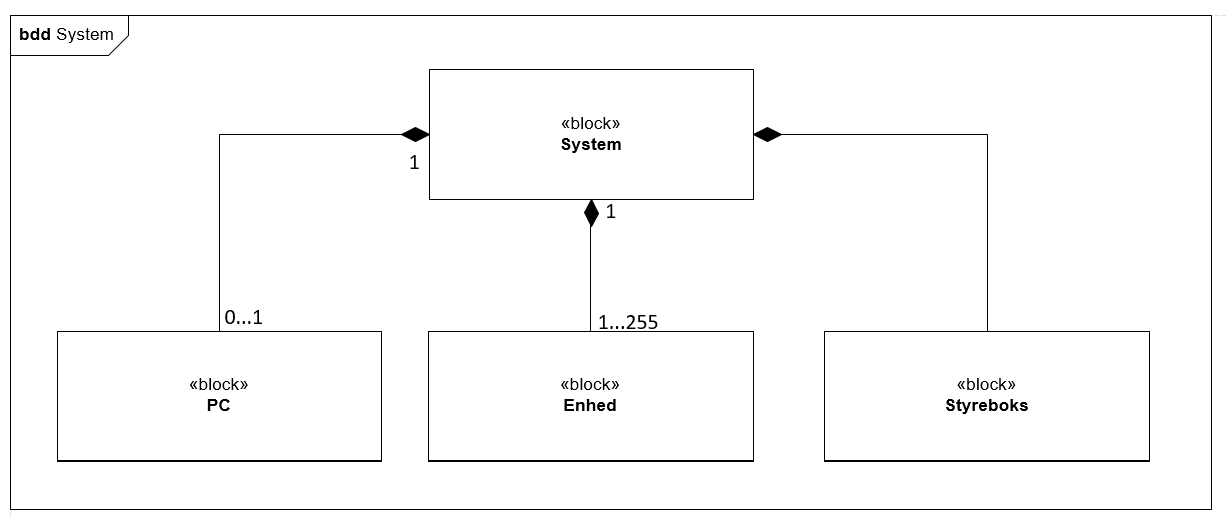 bdd System
«block»
System
1
1
0...1
1...255
«block»
PC
«block»
Enhed
«block»
Styreboks